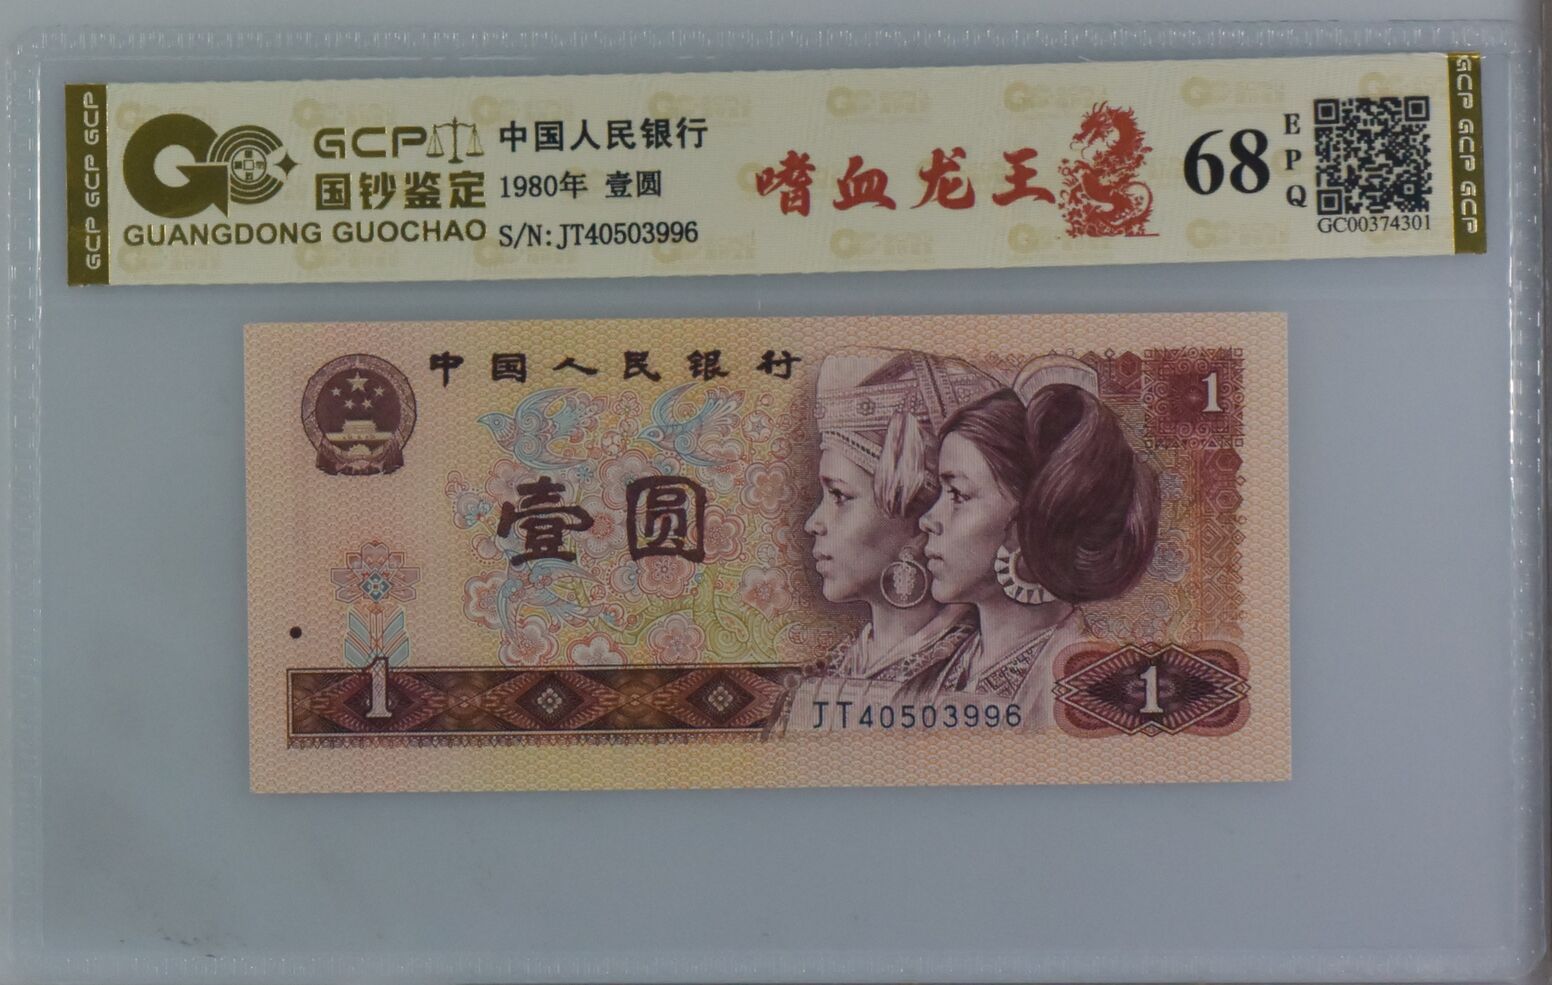 GCP GCP GCP
GCP
国钞鉴定
GUANGDONG GUOCHAO
中国人民银行
1980年 壹圆
S/N: JT40503996
嗜血龙王
68
EPQ
GC00374301
GCP GCP GCP
中国人民银行
1
壹圆
1
JT40503996
1